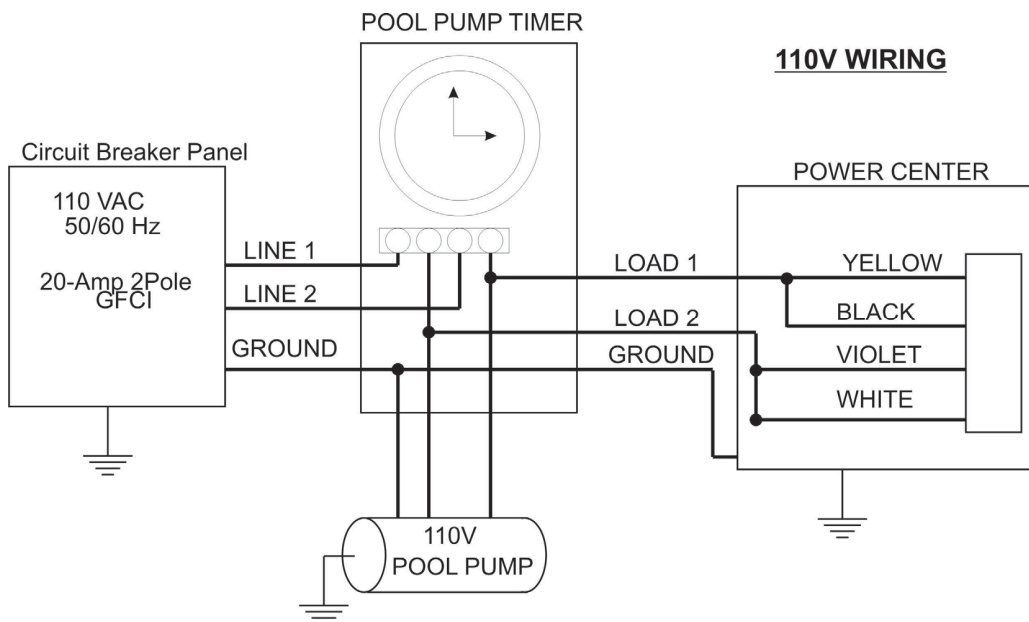 POOL PUMP TIMER
110V WIRING
Circuit Breaker Panel
110 VAC
50/60 Hz
20-Amp 2Pole
GFCI
LINE 1
LINE 2
GROUND
POWER CENTER
LOAD 1
LOAD 2
GROUND
YELLOW
BLACK
VIOLET
WHITE
110V
POOL PUMP